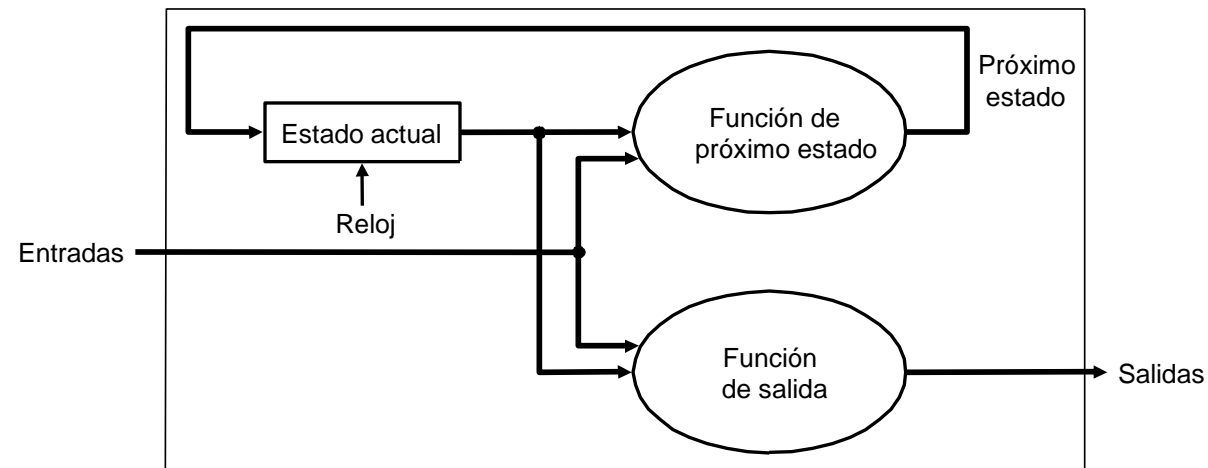 Próximo
estado
Función de
próximo estado
Estado actual
Reloj
Entradas
Función
de salida
Salidas